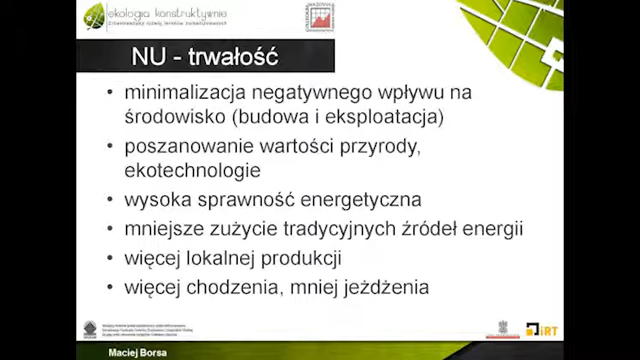 ekologia konstruktywnie
NU - trwałość
• minimalizacja negatywnego wpływu na
środowisko (budowa i eksploatacja)
• poszanowanie wartości przyrody,
ekotechnologie
• wysoka sprawność energetyczna
• mniejsze zużycie tradycyjnych źródeł energii
• więcej lokalnej produkcji
• więcej chodzenia, mniej jeżdżenia
iRT
Maciej Borsa